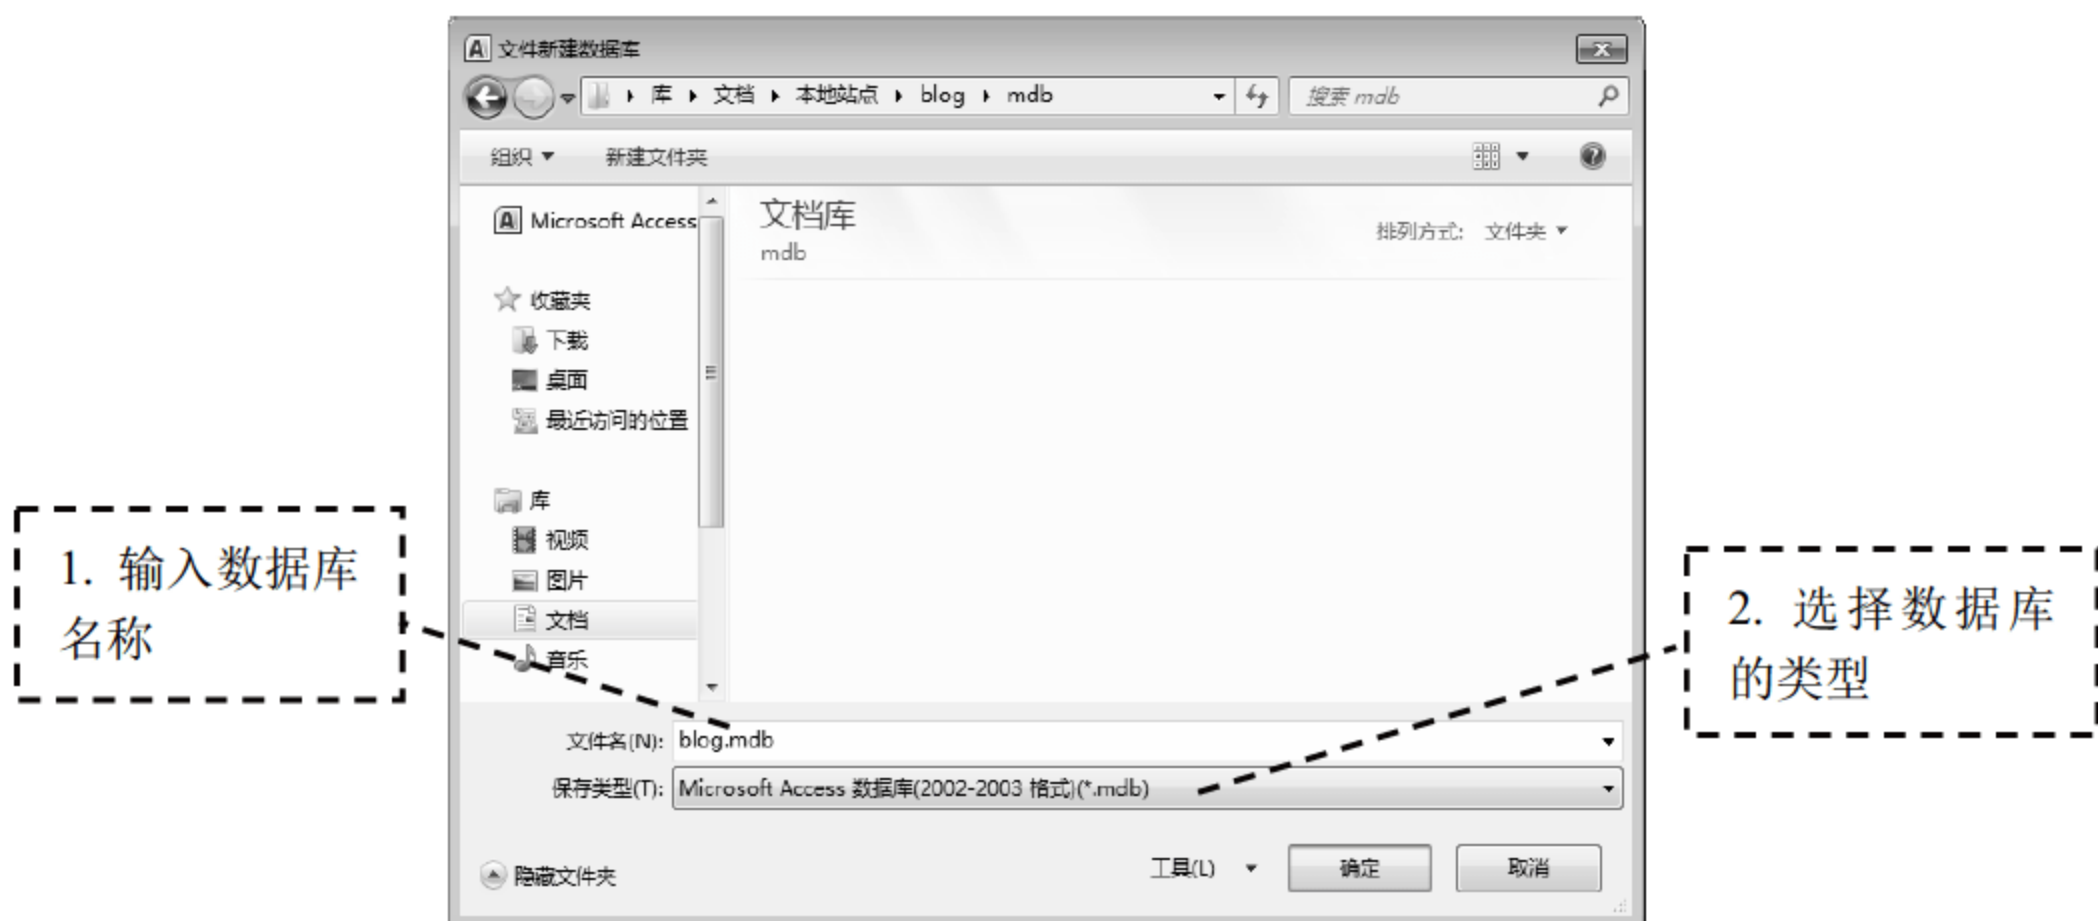 文件新建数据库
库 ▸ 文档 ▸ 本地站点 ▸ blog ▸ mdb
搜索 mdb
组织
新建文件夹
Microsoft Access
文档库
mdb
排列方式: 文件夹
收藏夹
下载
桌面
最近访问的位置
库
视频
图片
文档
音乐
1. 输入数据库
名称
2. 选择数据库
的类型
文件名(N): blog.mdb
保存类型(T): Microsoft Access 数据库(2002-2003 格式)(*.mdb)
隐藏文件夹
工具(L)
确定
取消